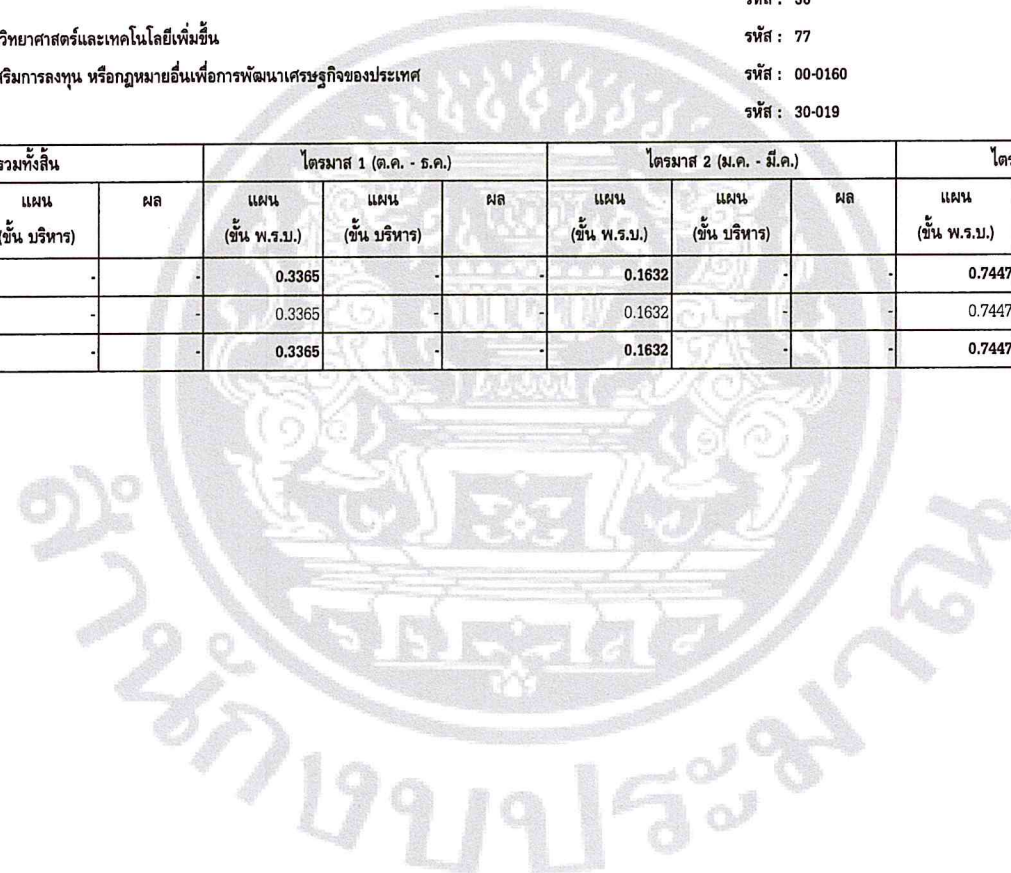 รหัส : 30
วิทยาศาสตร์และเทคโนโลยีเพิ่มขึ้น รหัส : 77
ริมการลงทุน หรือกฎหมายอื่นเพื่อการพัฒนาเศรษฐกิจของประเทศ รหัส : 00-0160
รหัส : 30-019
รวมทั้งสิ้น ไตรมาส 1 (ต.ค. - ธ.ค.) ไตรมาส 2 (ม.ค. - มี.ค.) ไตร
แผน ผล แผน แผน ผล แผน แผน ผล แผน
(ขั้น บริหาร) (ขั้น พ.ร.บ.) (ขั้น บริหาร) (ขั้น พ.ร.บ.) (ขั้น บริหาร) (ขั้น พ.ร.บ.)
- - 0.3365 - - 0.1632 - - 0.7447
- - 0.3365 - - 0.1632 - - 0.7447
- - 0.3365 - - 0.1632 - - 0.7447
สำนักงบประมาณ